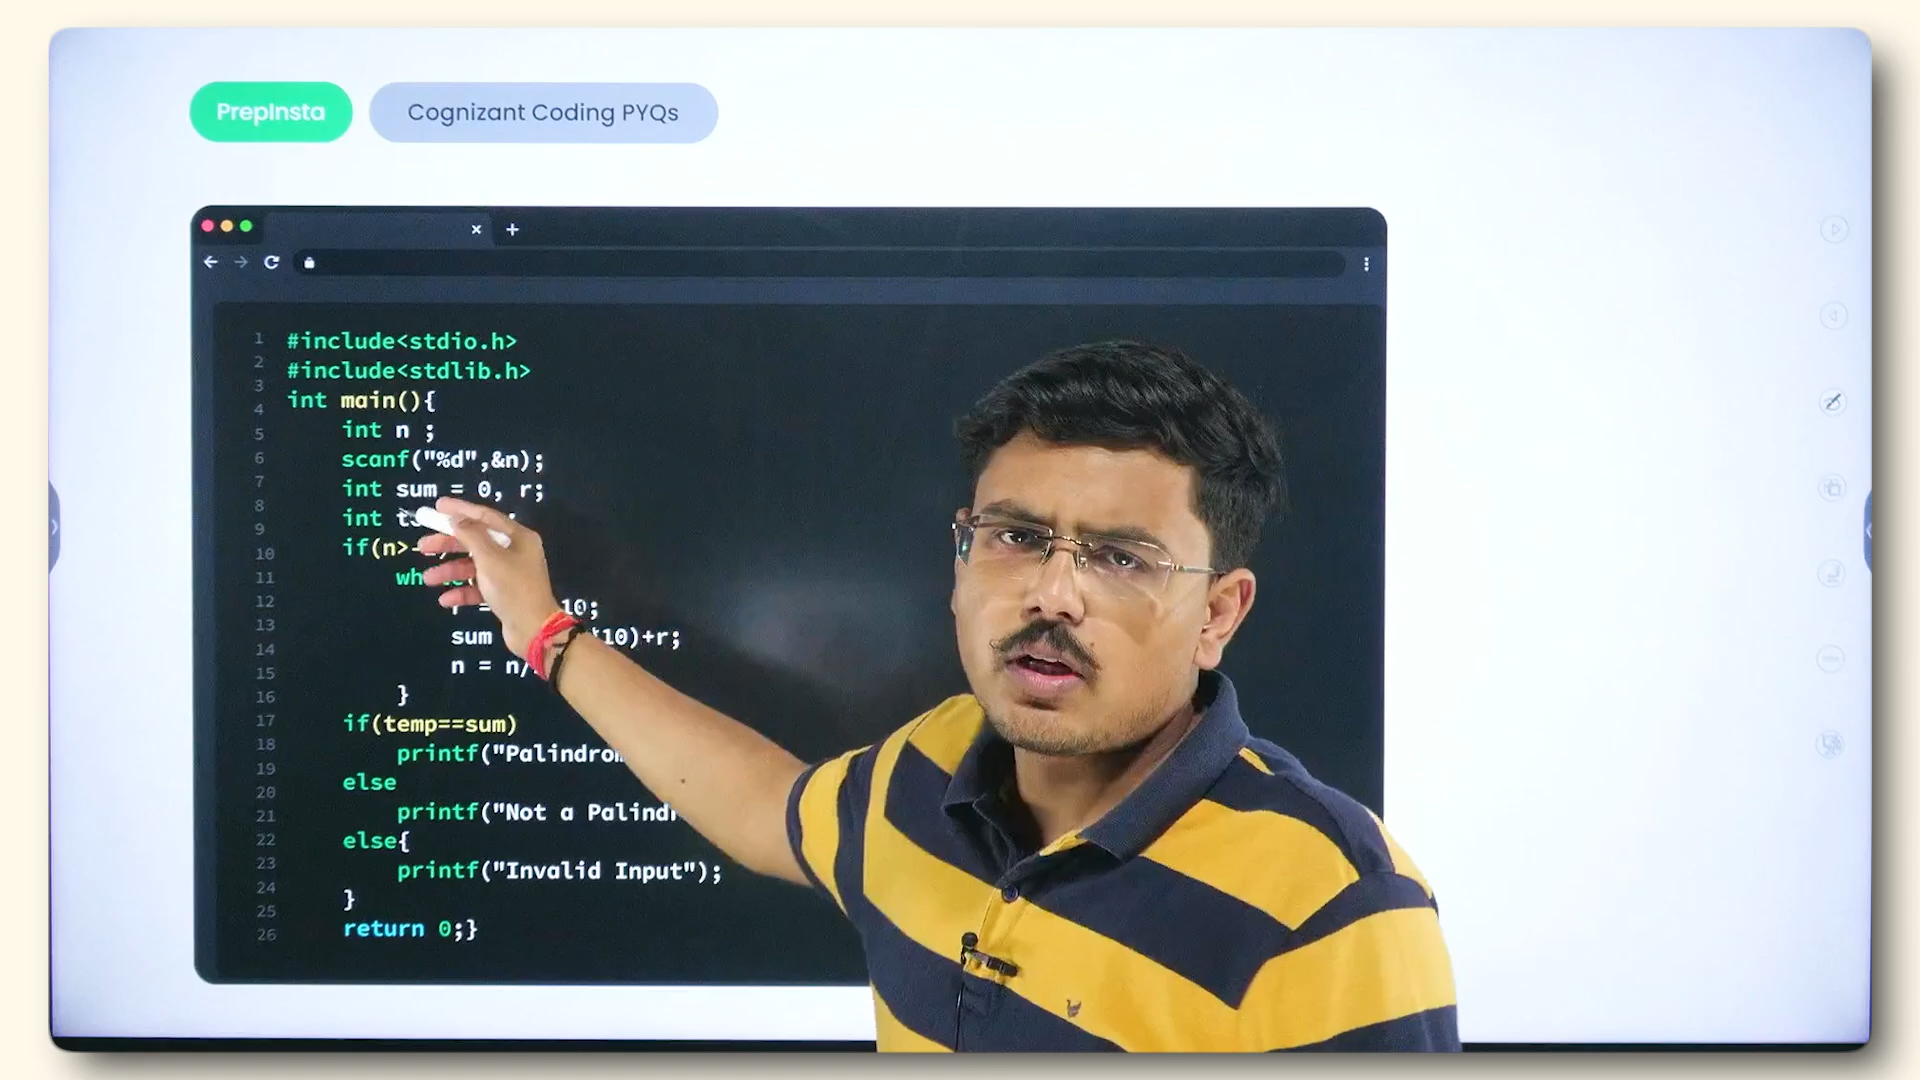 PrepInsta
Cognizant Coding PYQs
1 #include<stdio.h>
2 #include<stdlib.h>
3 int main(){
4 int n ;
5 scanf("%d",&n);
6 int sum = 0, r;
7 int
8 if(n>
9
10 10;
11 sum 10)+r;
12 n = n/
13 }
14 if(temp==sum)
15 printf("Palindrom
16 else
17 printf("Not a Palind
18 else{
19 printf("Invalid Input");
20 }
21 return 0;}
22
23
24
25
26